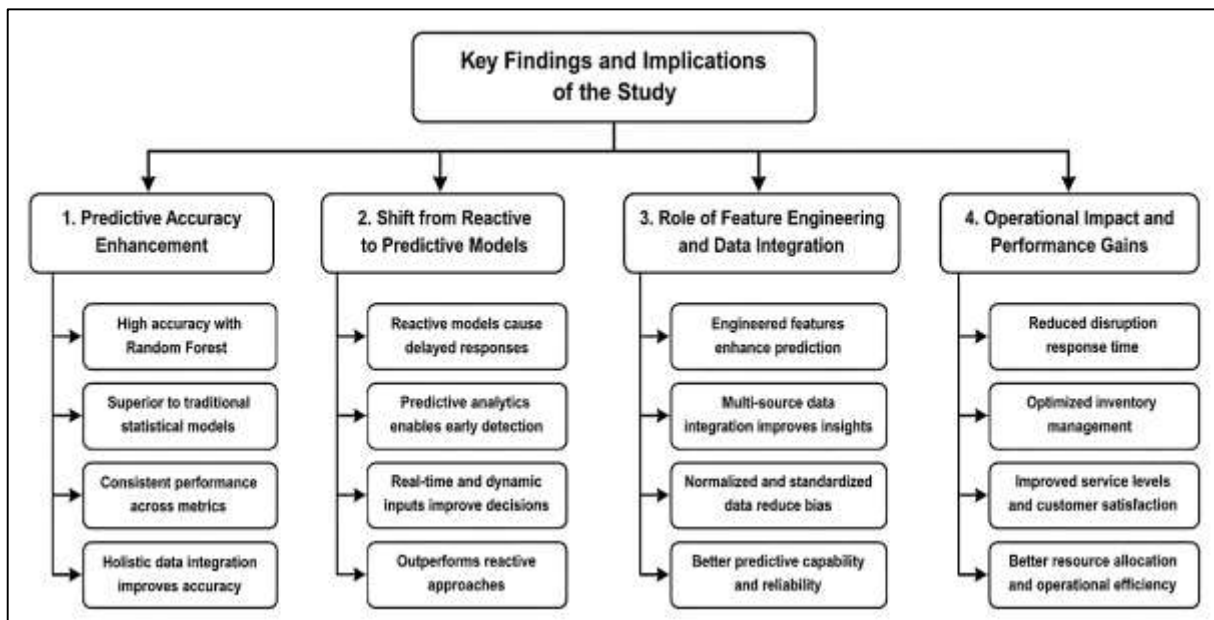 Key Findings and Implications
of the Study
1. Predictive Accuracy
Enhancement
High accuracy with
Random Forest
Superior to traditional
statistical models
Consistent performance
across metrics
Holistic data integration
improves accuracy
2. Shift from Reactive
to Predictive Models
Reactive models cause
delayed responses
Predictive analytics
enables early detection
Real-time and dynamic
inputs improve decisions
Outperforms reactive
approaches
3. Role of Feature Engineering
and Data Integration
Engineered features
enhance prediction
Multi-source data
integration improves insights
Normalized and standardized
data reduce bias
Better predictive capability
and reliability
4. Operational Impact and
Performance Gains
Reduced disruption
response time
Optimized inventory
management
Improved service levels
and customer satisfaction
Better resource allocation
and operational efficiency